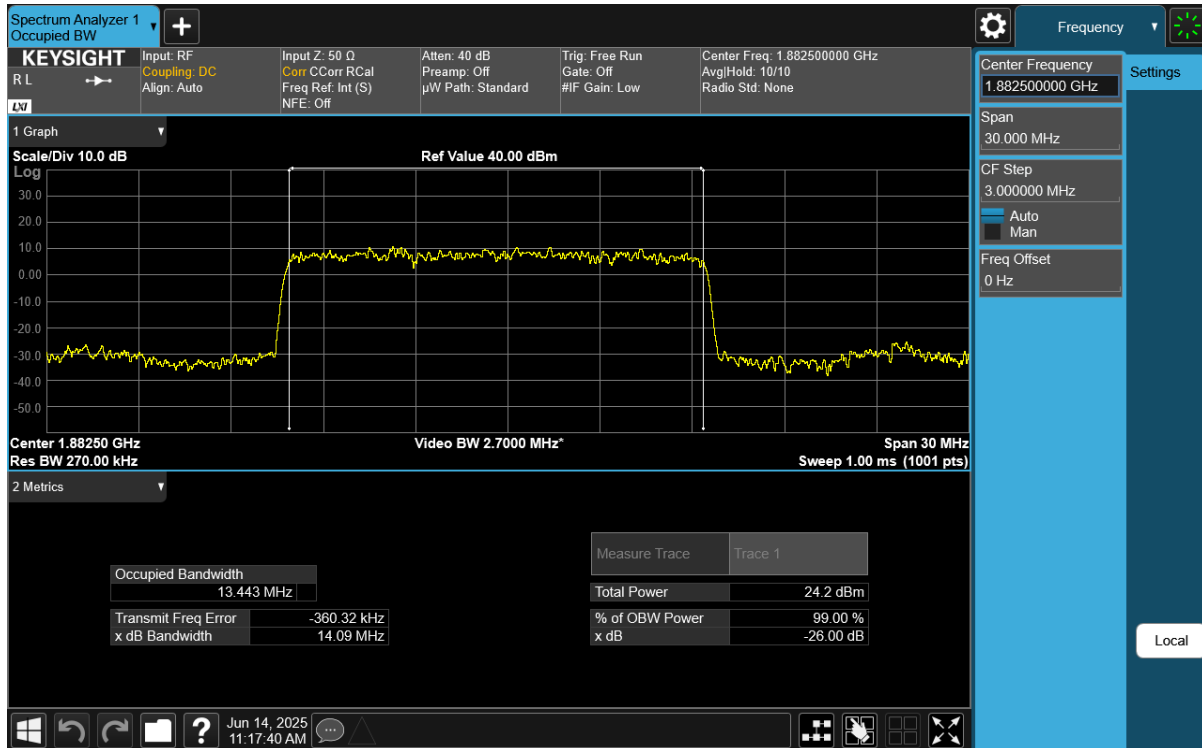 Spectrum Analyzer 1
Occupied BW
+
Frequency
KEYSIGHT
R L
LXI
Input: RF
Coupling: DC
Align: Auto
Input Z: 50 Ω
Corr CCorr RCal
Freq Ref: Int (S)
NFE: Off
Atten: 40 dB
Preamp: Off
µW Path: Standard
Trig: Free Run
Gate: Off
#IF Gain: Low
Center Freq: 1.882500000 GHz
Avg|Hold: 10/10
Radio Std: None
Center Frequency
1.882500000 GHz
Settings
Span
30.000 MHz
CF Step
3.000000 MHz
Auto
Man
Freq Offset
0 Hz
Local
1 Graph
Scale/Div 10.0 dB
Ref Value 40.00 dBm
Log
30.0
20.0
10.0
0.00
-10.0
-20.0
-30.0
-40.0
-50.0
Center 1.88250 GHz
Video BW 2.7000 MHz*
Span 30 MHz
Res BW 270.00 kHz
Sweep 1.00 ms (1001 pts)
2 Metrics
Measure Trace Trace 1
Occupied Bandwidth
13.443 MHz
Total Power 24.2 dBm
Transmit Freq Error -360.32 kHz
% of OBW Power 99.00 %
x dB Bandwidth 14.09 MHz
x dB -26.00 dB
?
Jun 14, 2025
11:17:40 AM